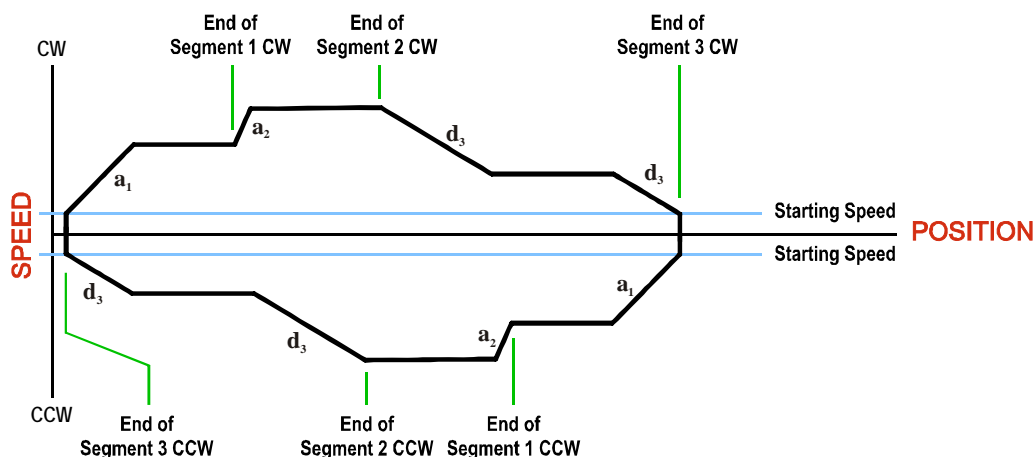 End of
Segment 1 CW
End of
Segment 2 CW
End of
Segment 3 CW
CW
a2
d3
a1
d3
Starting Speed
SPEED
POSITION
Starting Speed
d3
a1
d3
a2
CCW
End of
Segment 3 CCW
End of
Segment 2 CCW
End of
Segment 1 CCW